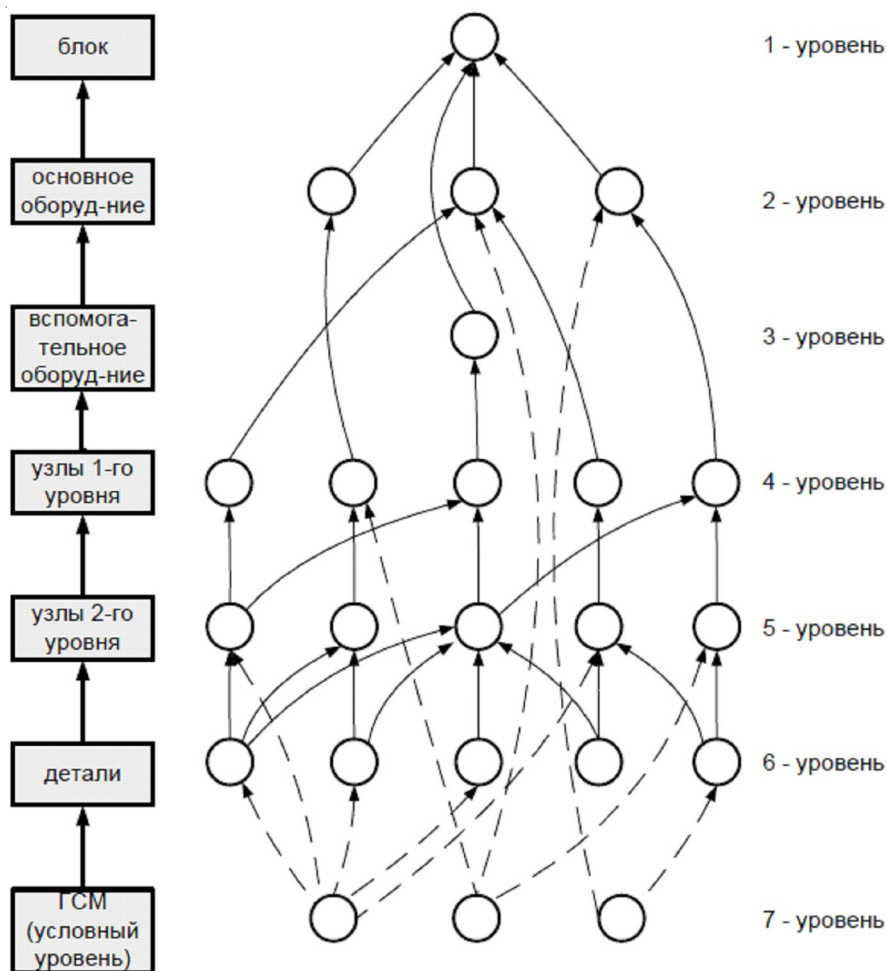 блок
1 - уровень
основное
оборуд-ние
2 - уровень
вспомога-
тельное
оборуд-ние
3 - уровень
узлы 1-го
уровня
4 - уровень
узлы 2-го
уровня
5 - уровень
детали
6 - уровень
ГСМ
(условный
уровень)
7 - уровень